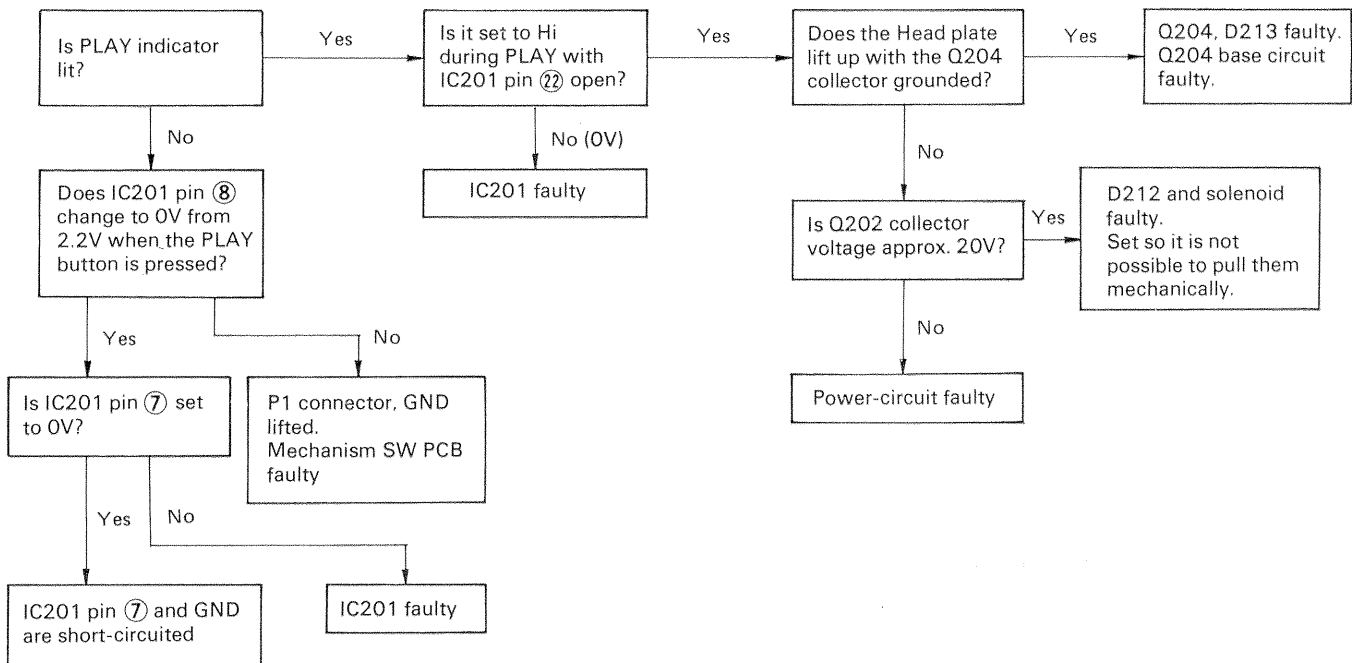 Is PLAY indicator
lit?
Yes
Is it set to Hi
during PLAY with
IC201 pin ㉒ open?
Yes
Does the Head plate
lift up with the Q204
collector grounded?
Yes
Q204, D213 faulty.
Q204 base circuit
faulty.
No
No (0V)
No
Does IC201 pin ⑧
change to 0V from
2.2V when the PLAY
button is pressed?
IC201 faulty
Is Q202 collector
voltage approx. 20V?
Yes
D212 and solenoid
faulty.
Set so it is not
possible to pull them
mechanically.
Yes
No
No
Is IC201 pin ⑦ set
to 0V?
P1 connector, GND
lifted.
Mechanism SW PCB
faulty
Power-circuit faulty
Yes
No
IC201 pin ⑦ and GND
are short-circuited
IC201 faulty